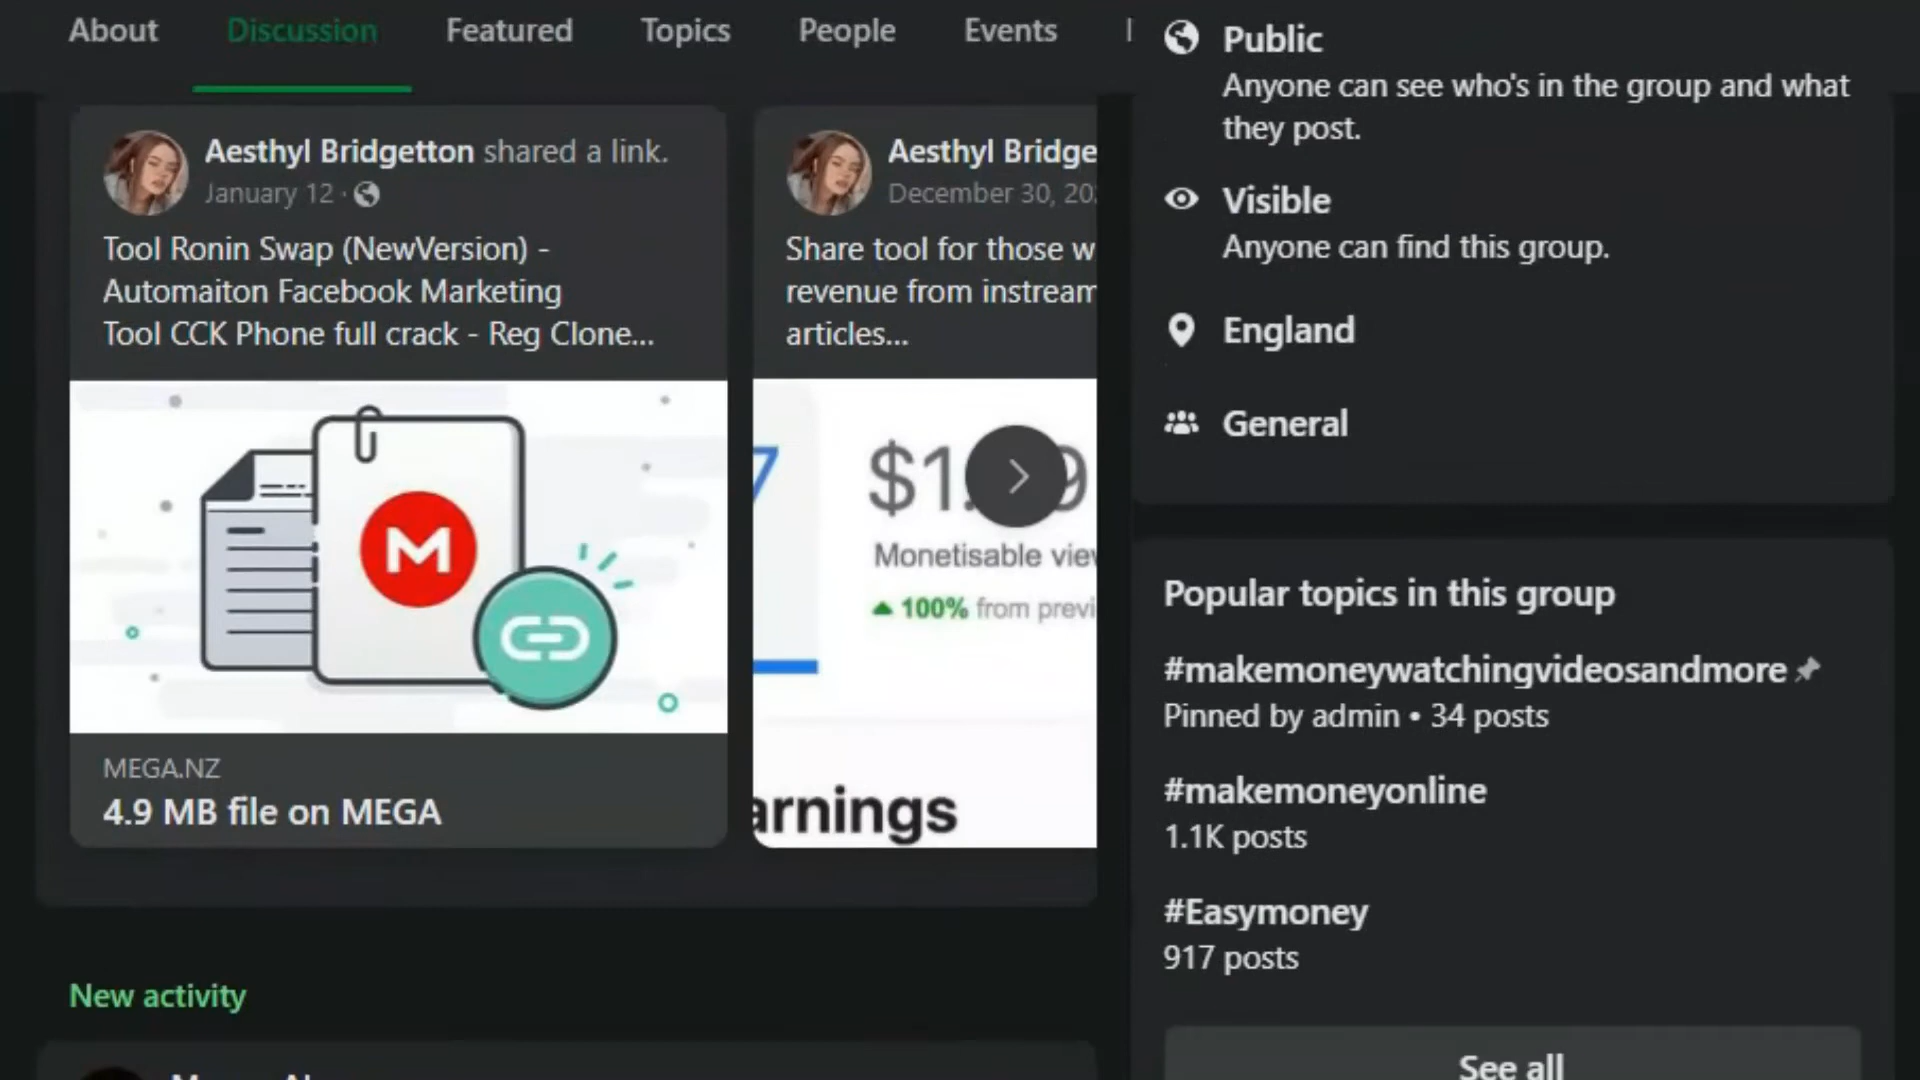 About
Discussion
Featured
Topics
People
Events
Aesthyl Bridgetton shared a link.
January 12 ·
Tool Ronin Swap (NewVersion) -
Automaiton Facebook Marketing
Tool CCK Phone full crack - Reg Clone...
M
MEGA.NZ
4.9 MB file on MEGA
Aesthyl Bridge
December 30, 20
Share tool for those w
revenue from instream
articles...
7
$1. 9
Monetisable vie
100% from previ
arnings
New activity
Public
Anyone can see who's in the group and what
they post.
Visible
Anyone can find this group.
England
General
Popular topics in this group
#makemoneywatchingvideosandmore
Pinned by admin • 34 posts
#makemoneyonline
1.1K posts
#Easymoney
917 posts
See all